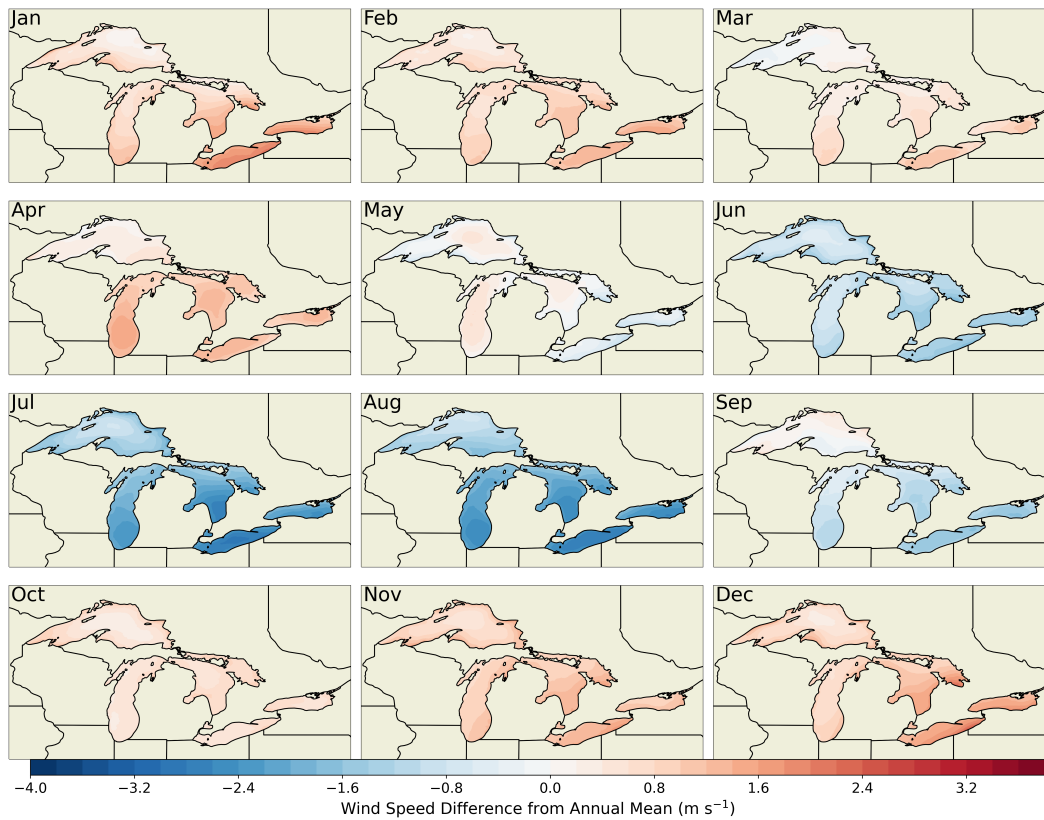 Jan Feb Mar
Apr May Jun
Jul Aug Sep
Oct Nov Dec
−4.0 −3.2 −2.4 −1.6 −0.8 0.0 0.8 1.6 2.4 3.2
Wind Speed Difference from Annual Mean (m s⁻¹)